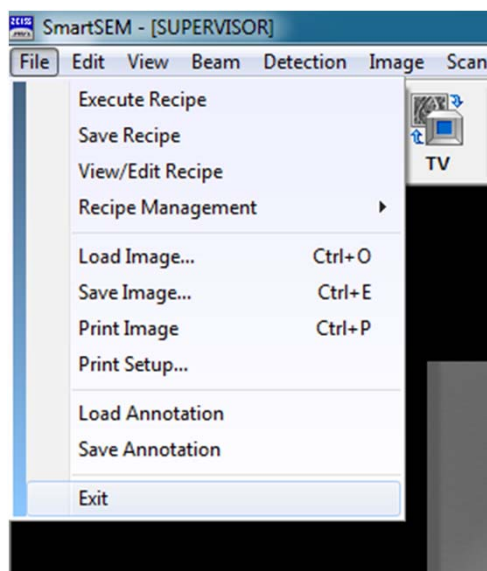 ZEISS SmartSEM - [SUPERVISOR]
File Edit View Beam Detection Image Scan
Execute Recipe
TV
Save Recipe
View/Edit Recipe
Recipe Management
Load Image... Ctrl+O
Save Image... Ctrl+E
Print Image Ctrl+P
Print Setup...
Load Annotation
Save Annotation
Exit